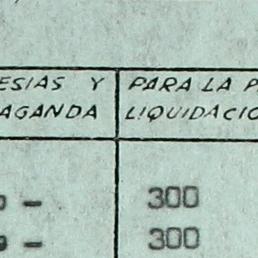 ESIAS Y PARA LA P
AGANDA LIQUIDACIO
- 300
- 300